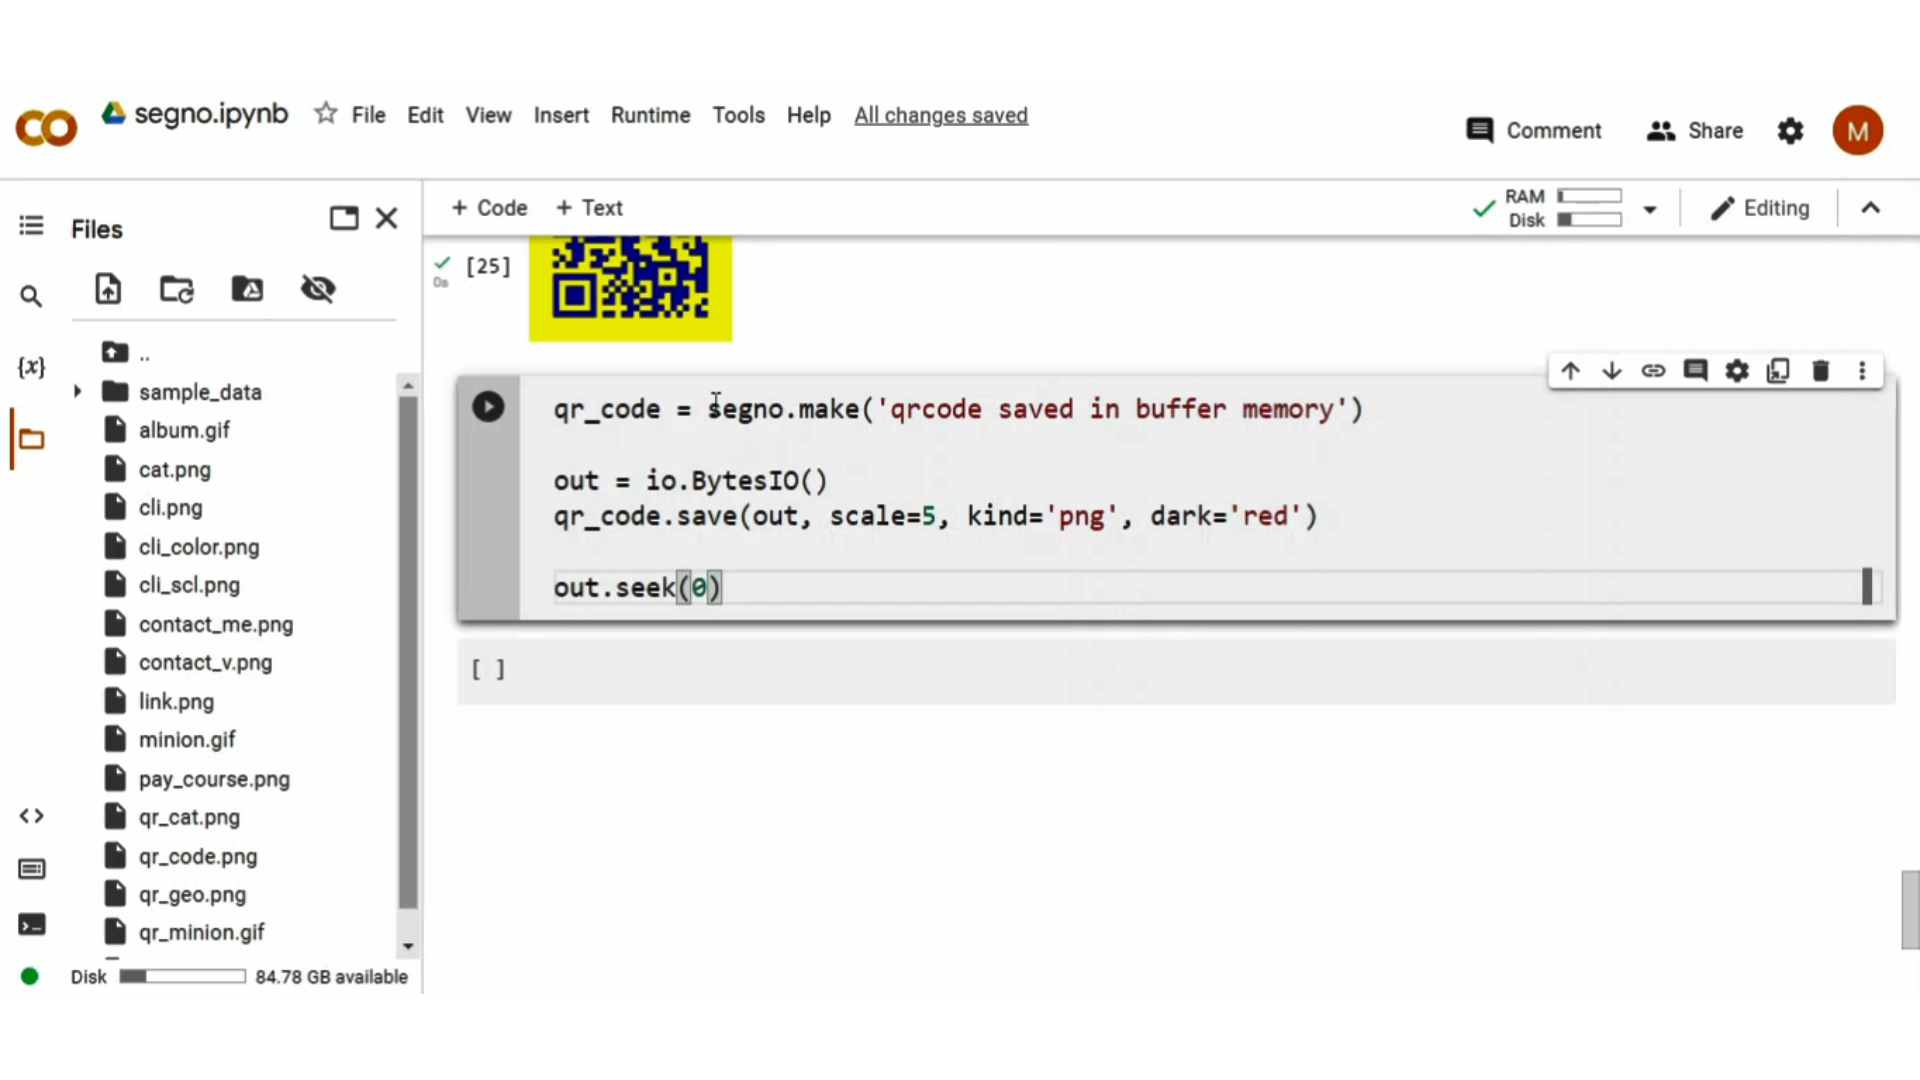 segno.ipynb
File Edit View Insert Runtime Tools Help All changes saved
Comment Share M
Files
+ Code + Text
RAM
Disk
Editing
[25]
0s
{x}
..
sample_data
album.gif
cat.png
cli.png
cli_color.png
cli_scl.png
contact_me.png
contact_v.png
link.png
minion.gif
pay_course.png
qr_cat.png
qr_code.png
qr_geo.png
qr_minion.gif
Disk 84.78 GB available
qr_code = segno.make('qrcode saved in buffer memory')
out = io.BytesIO()
qr_code.save(out, scale=5, kind='png', dark='red')
out.seek(0)
[ ]